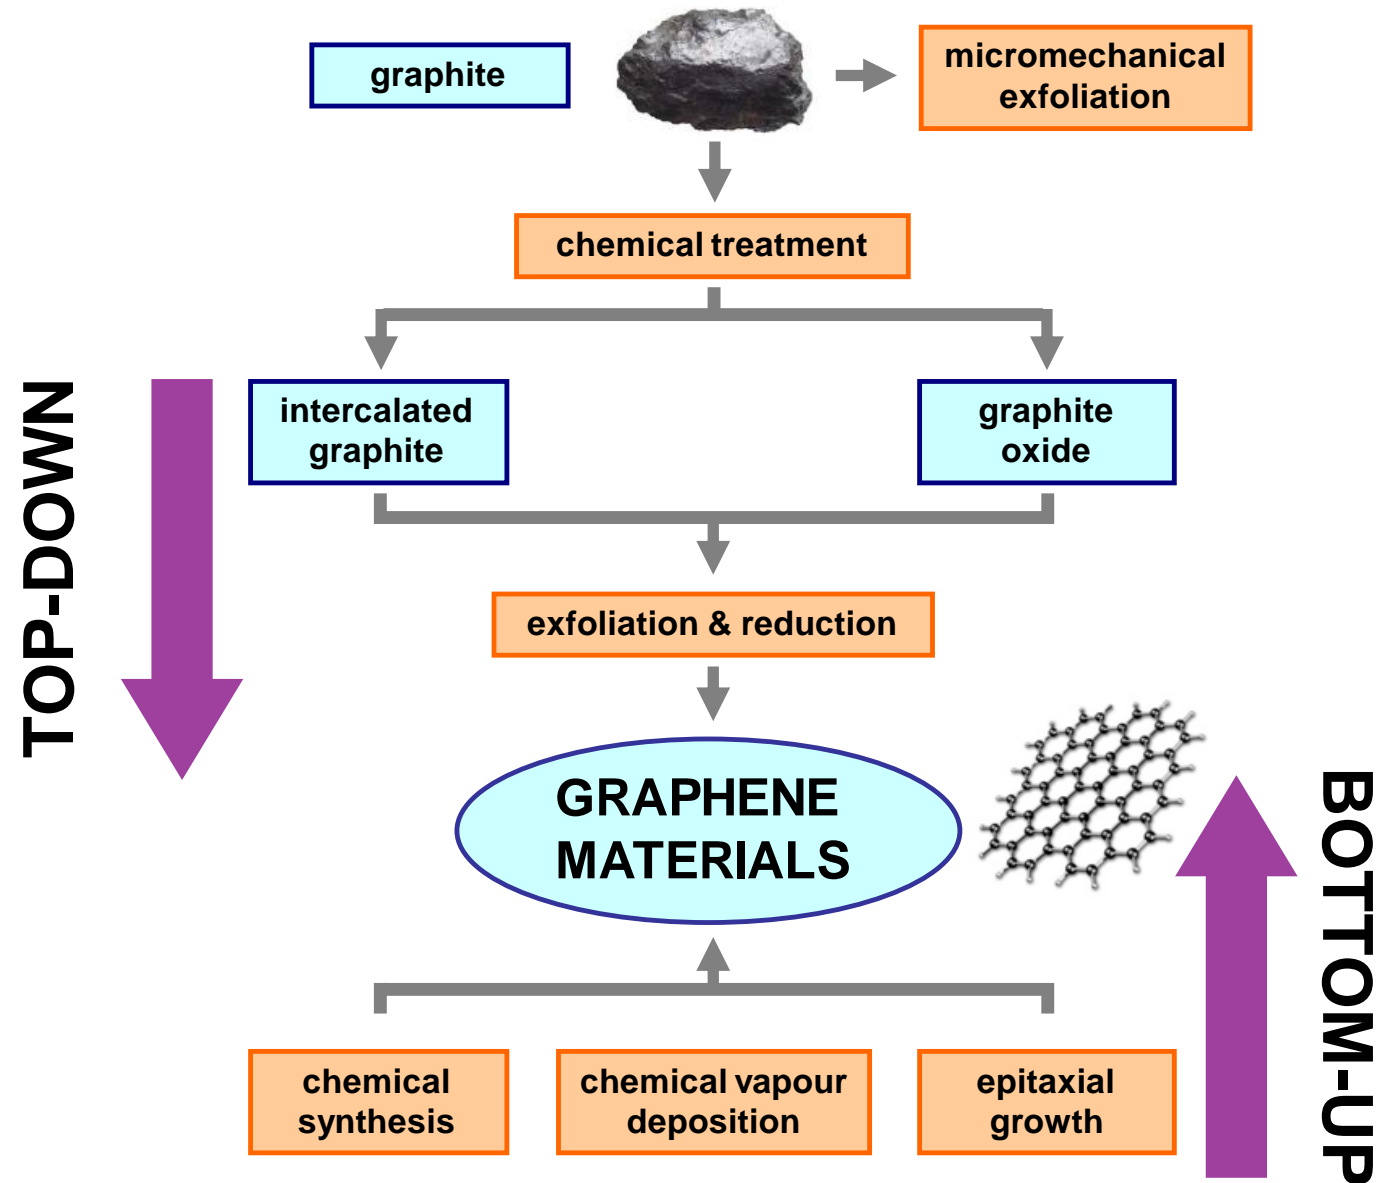 graphite
micromechanical
exfoliation
chemical treatment
TOP-DOWN
intercalated
graphite
graphite
oxide
exfoliation & reduction
GRAPHENE
MATERIALS
BOTTOM-UP
chemical
synthesis
chemical vapour
deposition
epitaxial
growth